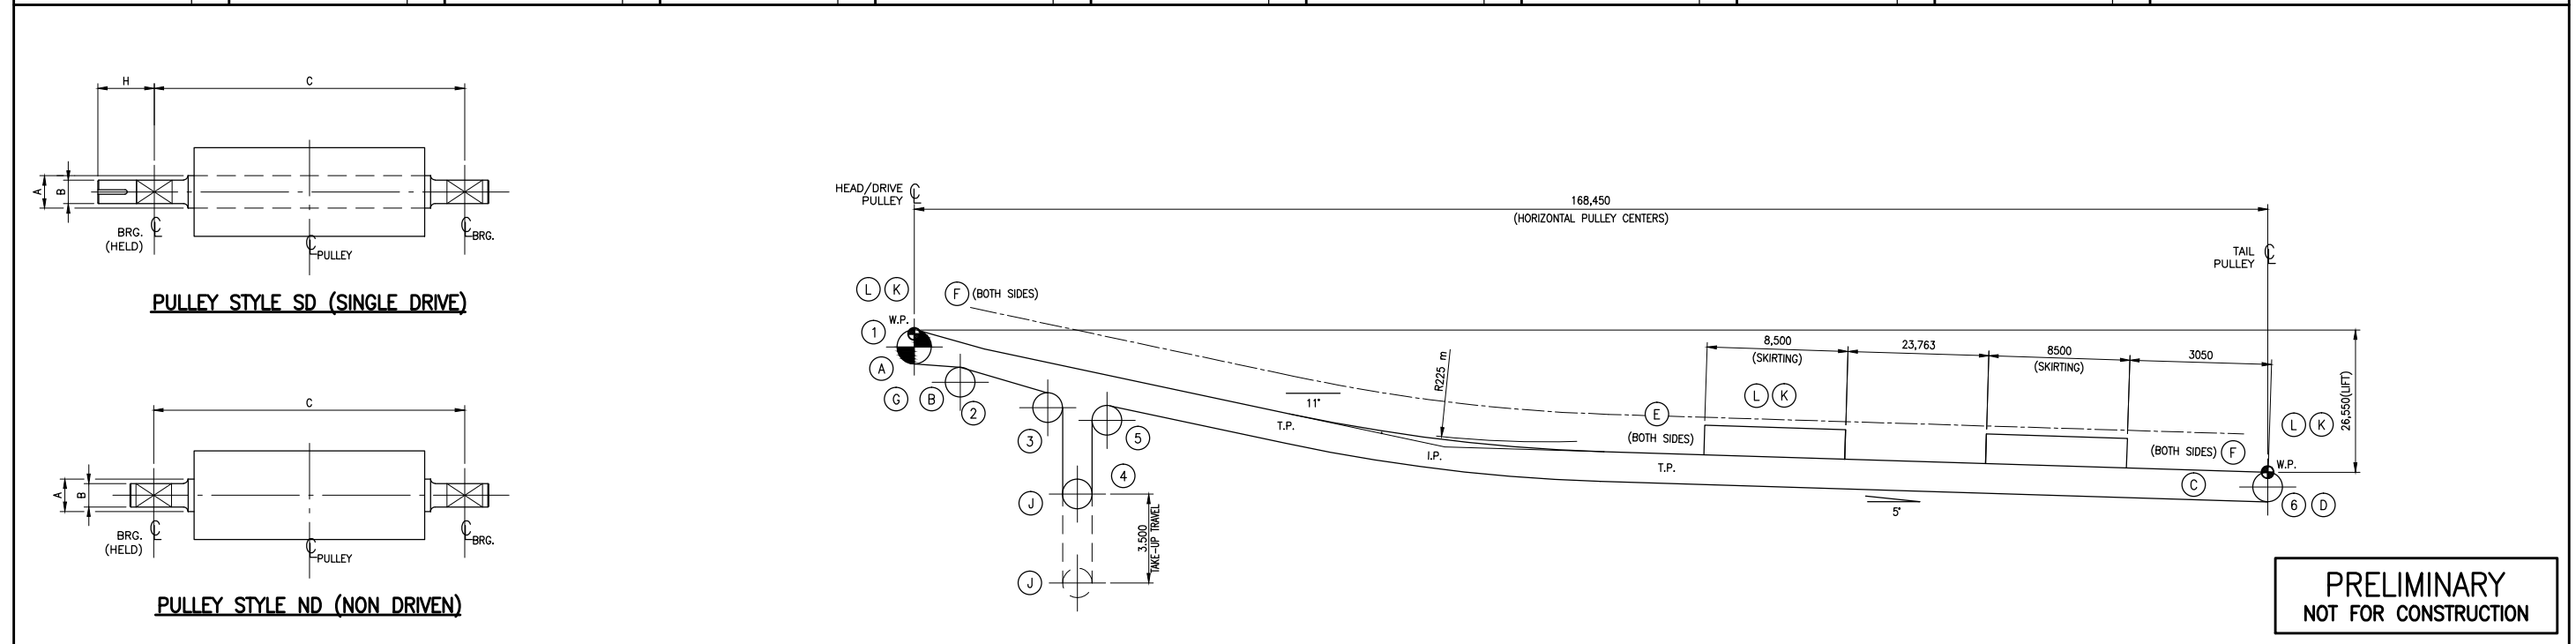 H
C
A
B
BRG.
(HELD)
PULLEY
BRG.
PULLEY STYLE SD (SINGLE DRIVE)
C
A
B
BRG.
(HELD)
PULLEY
BRG.
PULLEY STYLE ND (NON DRIVEN)
HEAD/DRIVE
PULLEY
168,450
(HORIZONTAL PULLEY CENTERS)
TAIL
PULLEY
L K
F (BOTH SIDES)
W.P.
1
A
G B 2
3
5
4
J
J
3.500
TAKE-UP TRAVEL
11°
T.P.
R225 m
I.P.
T.P.
8,500
(SKIRTING)
23,763
8500
(SKIRTING)
3050
L K
E
(BOTH SIDES)
(BOTH SIDES) F
26,550(LIFT)
L K
W.P.
C
6 D
5°
PRELIMINARY
NOT FOR CONSTRUCTION